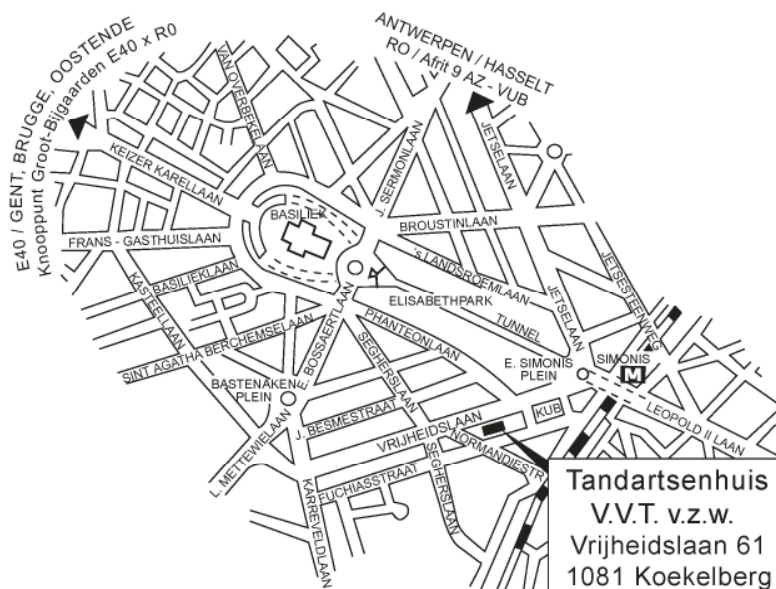 E40 / GENT, BRUGGE, OOSTENDE
Knooppunt Groot-Bijgaarden E40 x R0
ANTWERPEN / HASSELT
RO / Afrit 9 AZ - VUB
VAN OVERBEKELAAN
KEIZER KARELLAAN
J. SERMONLAAN
JETSELAAN
BASILIEK
BROUSTINLAAN
FRANS - GASTHUISLAAN
'S LANDSROEMLAAN
JETSESTEENWEG
BASILIEKLAAN
KASTEELLAAN
ELISABETHPARK
TUNNEL
JETSELAAN
SINT AGATHA BERCHEMSELAAN
E. BOSSAERTLAAN
PHANTEONLAAN
SEGHERSLAAN
E. SIMONIS
PLEIN
SIMONIS
M
BASTENAKEN
PLEIN
LEOPOLD II LAAN
J. BESMESTRAAT
VRIJHEIDSLAAN
KUB
L. METTEWIELAAN
NORMANDIESTR.
FUCHIASSTRAAT
SEGHERSLAAN
KARREVELDLAAN
Tandartsenhuis
V.V.T. v.z.w.
Vrijheidslaan 61
1081 Koekelberg